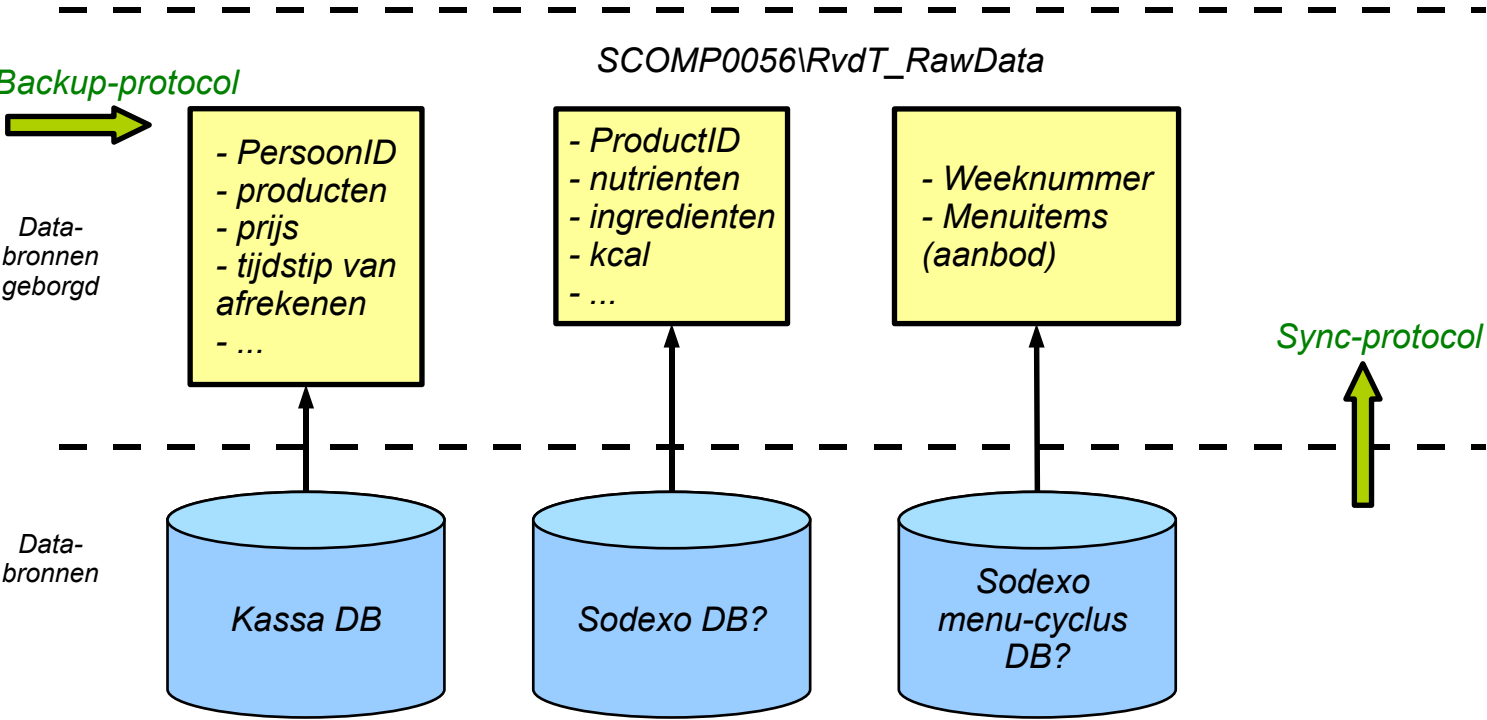 SCOMP0056\RvdT_RawData
Backup-protocol
- PersoonID
- producten
- prijs
- tijdstip van
afrekenen
- ...
- ProductID
- nutrienten
- ingredienten
- kcal
- ...
- Weeknummer
- Menuitems
(aanbod)
Data-
bronnen
geborgd
Sync-protocol
Data-
bronnen
Kassa DB
Sodexo DB?
Sodexo
menu-cyclus
DB?